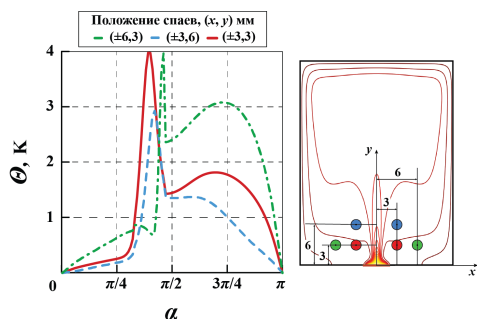 Положение спаев, (x, y) мм
(±6,3) (±3,6) (±3,3)
Θ, K
4
3
2
1
0
π/4 π/2 3π/4 π
α
y
6
3
6
3
x